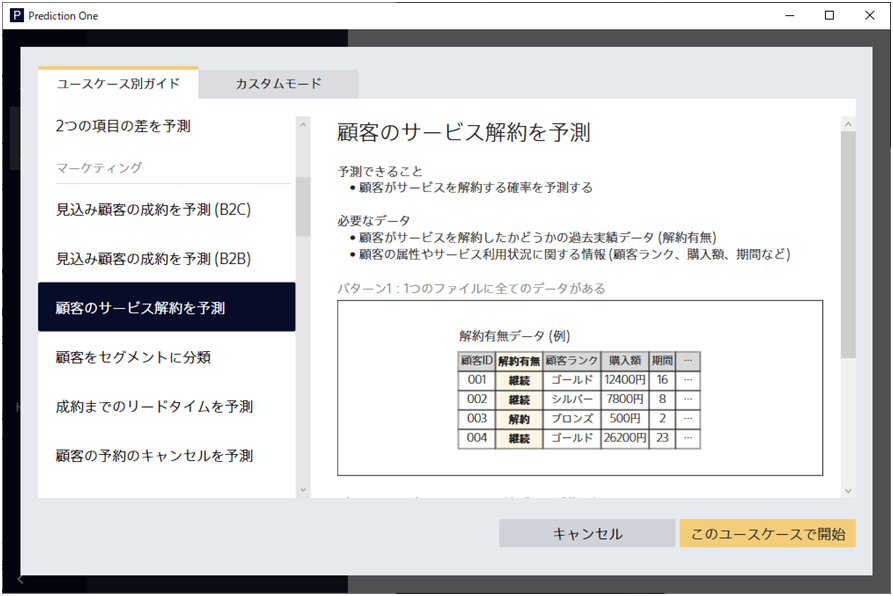 Prediction One
ユースケース別ガイド
カスタムモード
2つの項目の差を予測
マーケティング
見込み顧客の成約を予測 (B2C)
見込み顧客の成約を予測 (B2B)
顧客のサービス解約を予測
顧客をセグメントに分類
成約までのリードタイムを予測
顧客の予約のキャンセルを予測
顧客のサービス解約を予測
予測できること
• 顧客がサービスを解約する確率を予測する
必要なデータ
• 顧客がサービスを解約したかどうかの過去実績データ (解約有無)
• 顧客の属性やサービス利用状況に関する情報 (顧客ランク、購入額、期間など)
パターン1 : 1つのファイルに全てのデータがある
解約有無データ (例)
顧客ID 解約有無 顧客ランク 購入額 期間 …
001 継続 ゴールド 12400円 16 …
002 継続 シルバー 7800円 8 …
003 解約 ブロンズ 500円 2 …
004 継続 ゴールド 26200円 23 …
キャンセル
このユースケースで開始